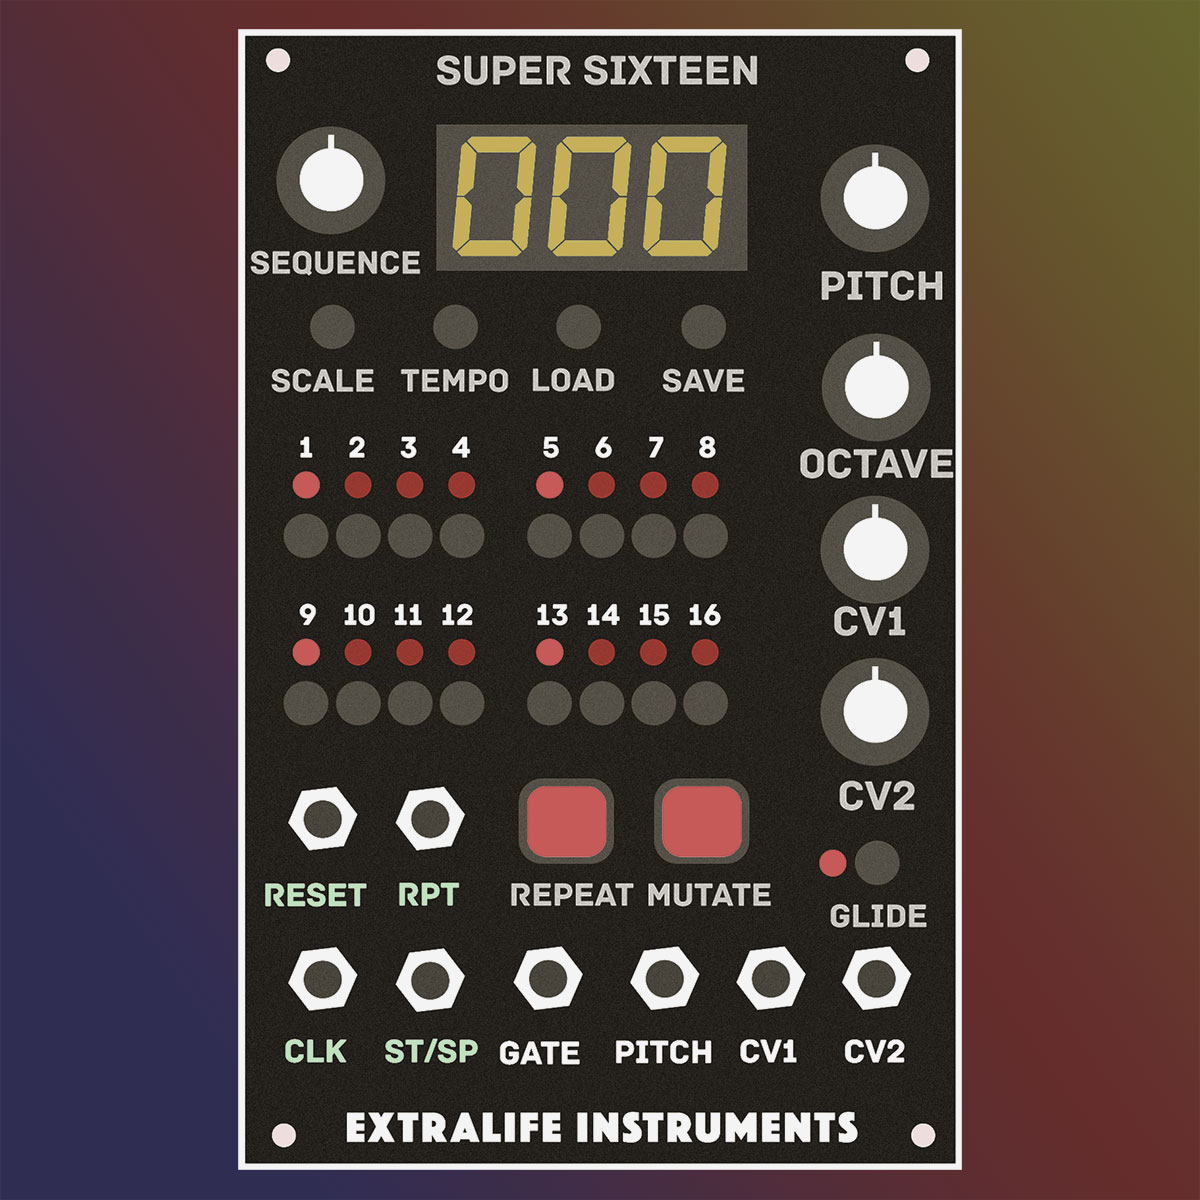 SUPER SIXTEEN
000
SEQUENCE
PITCH
SCALE TEMPO LOAD SAVE
OCTAVE
1 2 3 4 5 6 7 8
9 10 11 12 13 14 15 16
CV1
CV2
RESET RPT REPEAT MUTATE
GLIDE
CLK ST/SP GATE PITCH CV1 CV2
EXTRALIFE INSTRUMENTS